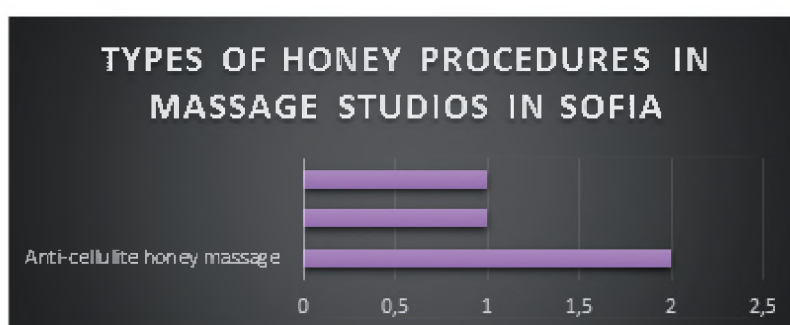 TYPES OF HONEY PROCEDURES IN
MASSAGE STUDIOS IN SOFIA
Anti-cellulite honey massage
0 0,5 1 1,5 2 2,5